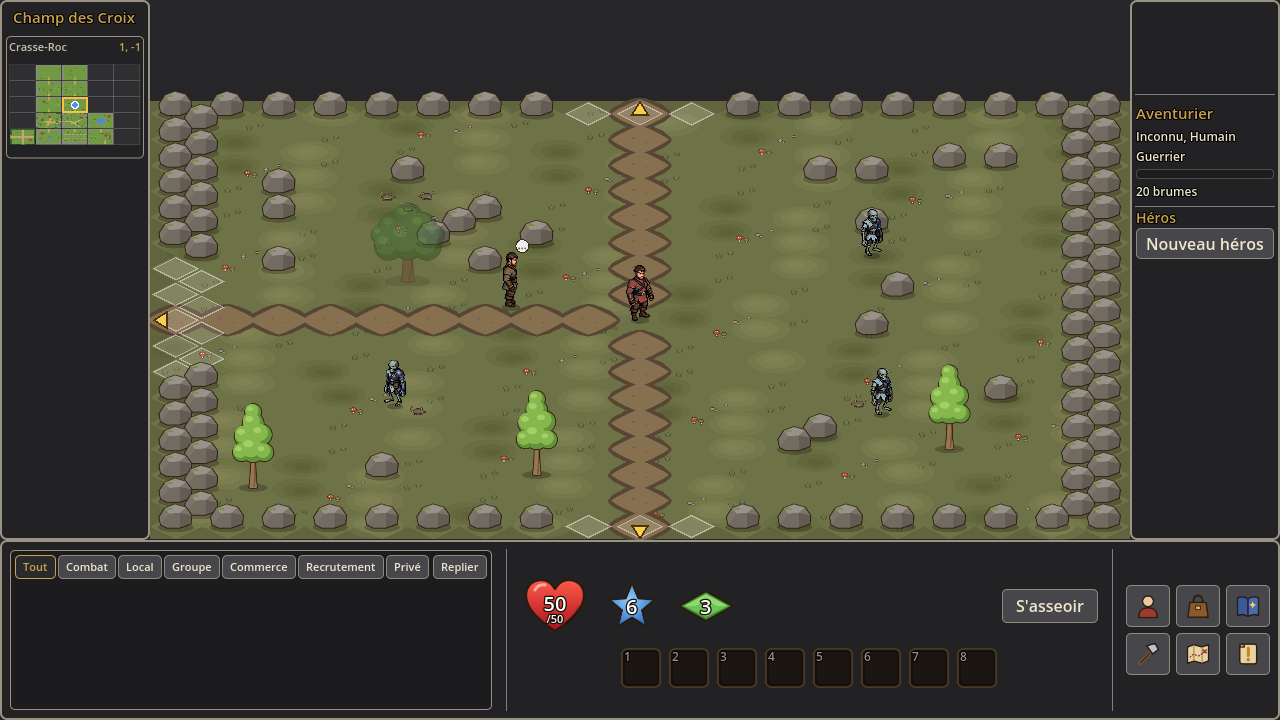 Champ des Croix
Crasse-Roc 1, -1
Aventurier
Inconnu, Humain
Guerrier
20 brumes
Héros
Nouveau héros
...
Tout Combat Local Groupe Commerce Recrutement Privé Replier
50
/50
6
3
S'asseoir
1 2 3 4 5 6 7 8